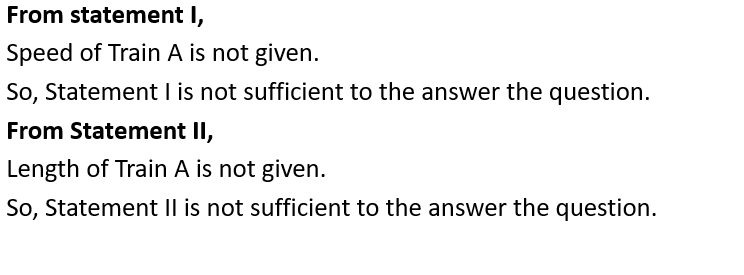 From statement I,
Speed of Train A is not given.
So, Statement I is not sufficient to the answer the question.
From Statement II,
Length of Train A is not given.
So, Statement II is not sufficient to the answer the question.